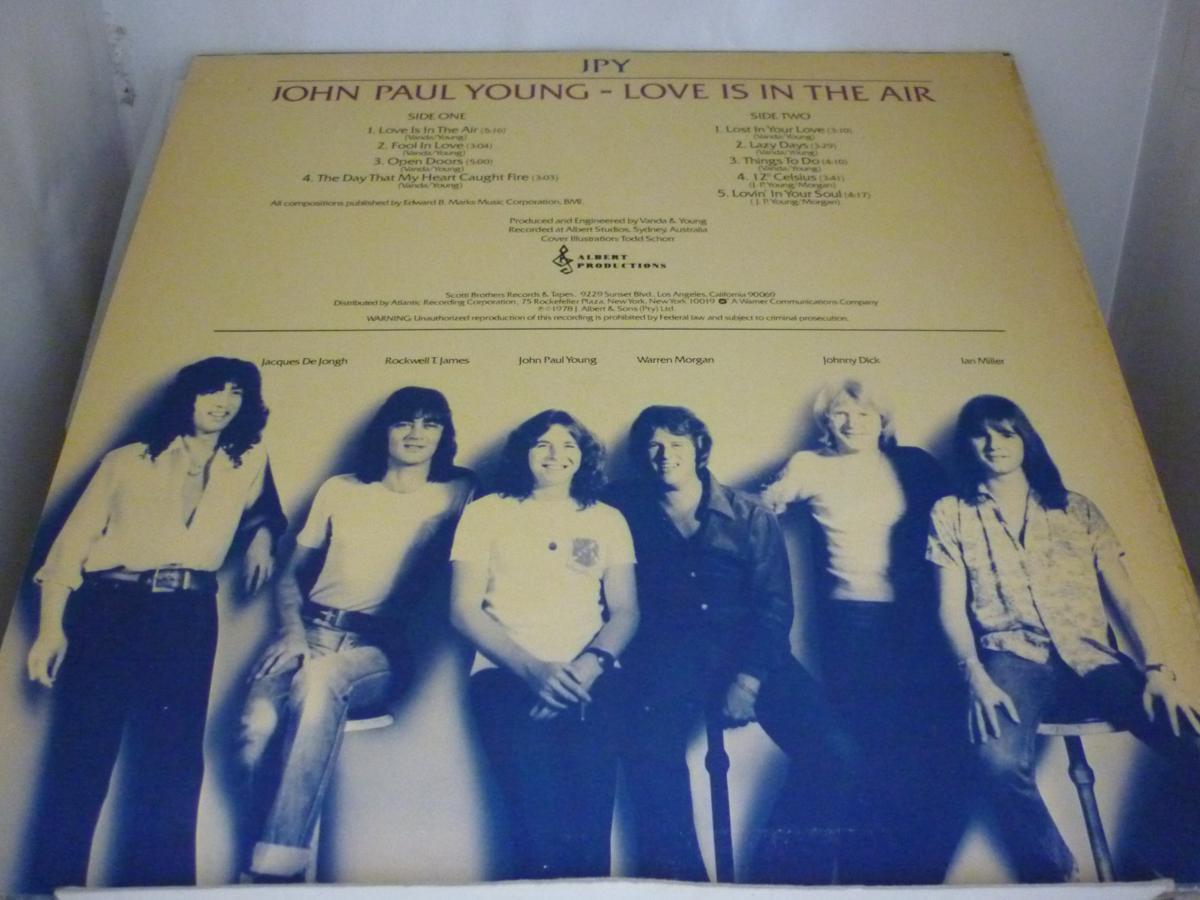 JPY
JOHN PAUL YOUNG - LOVE IS IN THE AIR
SIDE ONE
1. Love Is In The Air (5:16)
(Vanda/Young)
2. Fool In Love (3:04)
(Vanda/Young)
3. Open Doors (5:00)
(Vanda/Young)
4. The Day That My Heart Caught Fire (3:03)
(Vanda/Young)
All compositions published by Edward B. Marks Music Corporation, BMI.
SIDE TWO
1. Lost In Your Love (3:10)
(Vanda/Young)
2. Lazy Days (3:29)
(Vanda/Young)
3. Things To Do (4:10)
(Vanda/Young)
4. 12º Celsius (3:41)
(J. P. Young/Morgan)
5. Lovin' In Your Soul (4:17)
(J. P. Young/Morgan)
Produced and Engineered by Vanda & Young
Recorded at Albert Studios, Sydney, Australia
Cover Illustration: Todd Schorr
ALBERT
PRODUCTIONS
Scotti Brothers Records & Tapes, 9229 Sunset Blvd., Los Angeles, California 90069
Distributed by Atlantic Recording Corporation, 75 Rockefeller Plaza, New York, New York 10019 A Warner Communications Company
℗©1978 J. Albert & Sons (Pty) Ltd.
WARNING: Unauthorized reproduction of this recording is prohibited by Federal law and subject to criminal prosecution.
Jacques De Jongh Rockwell T. James John Paul Young Warren Morgan Johnny Dick Ian Miller